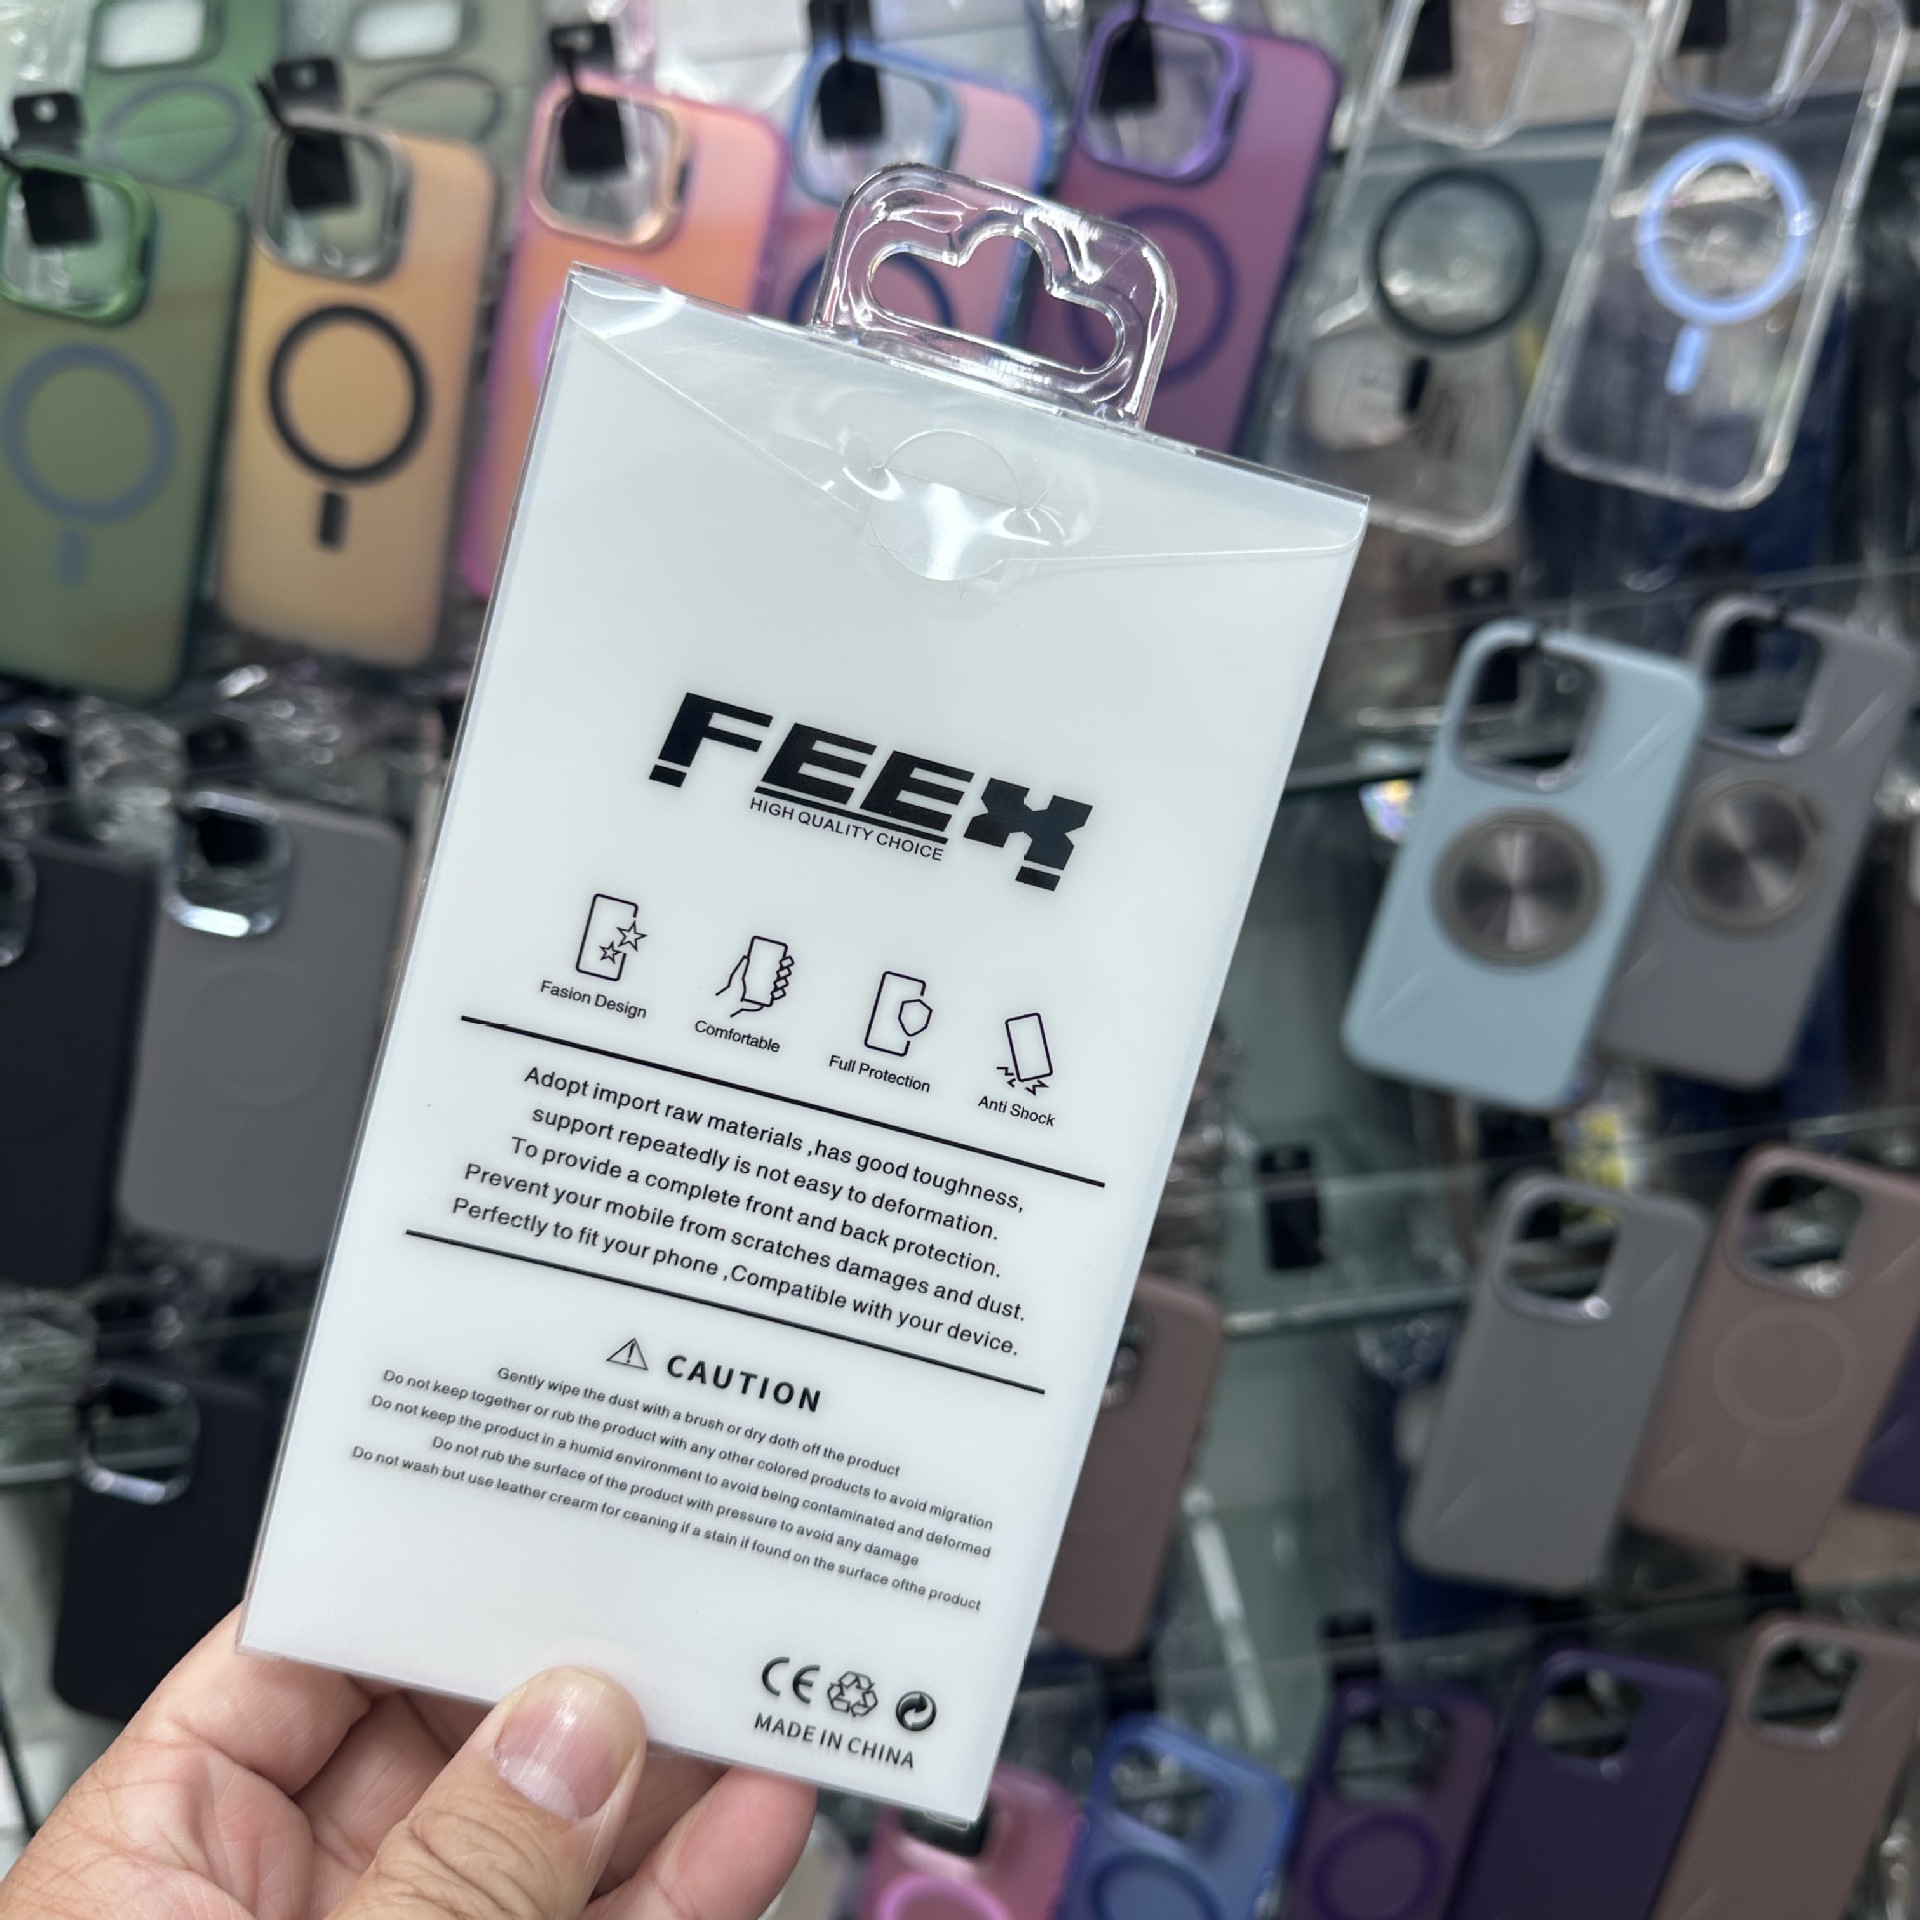 FEEX
HIGH QUALITY CHOICE
Fasion Design
Comfortable
Full Protection
Anti Shock
Adopt import raw materials ,has good toughness,
support repeatedly is not easy to deformation.
To provide a complete front and back protection.
Prevent your mobile from scratches damages and dust.
Perfectly to fit your phone ,Compatible with your device.
CAUTION
Gently wipe the dust with a brush or dry doth off the product
Do not keep together or rub the product with any other colored products to avoid migration
Do not keep the product in a humid environment to avoid being contaminated and deformed
Do not rub the surface of the product with pressure to avoid any damage
Do not wash but use leather crearm for ceaning if a stain if found on the surface ofthe product
CE
MADE IN CHINA